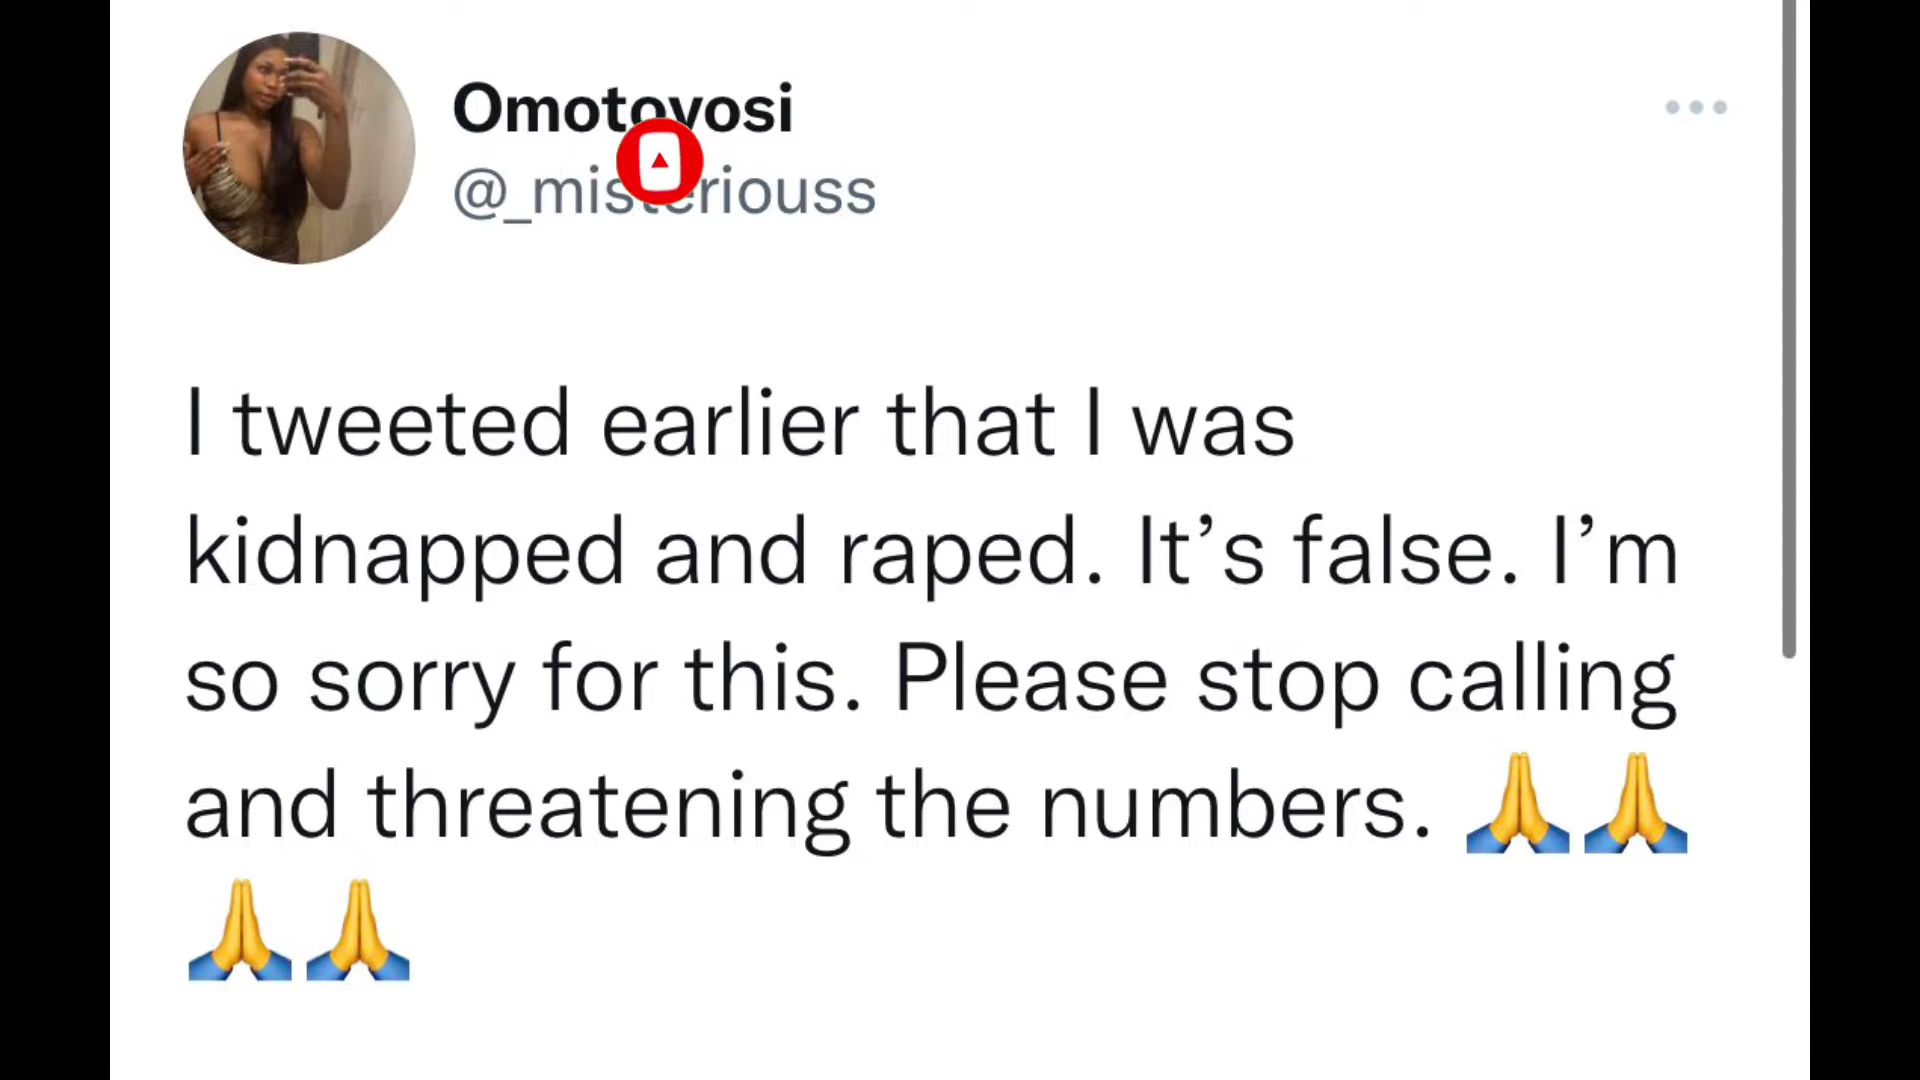 Omotoyosi
@_misteriouss
I tweeted earlier that I was
kidnapped and raped. It’s false. I’m
so sorry for this. Please stop calling
and threatening the numbers. 🙏🙏
🙏🙏